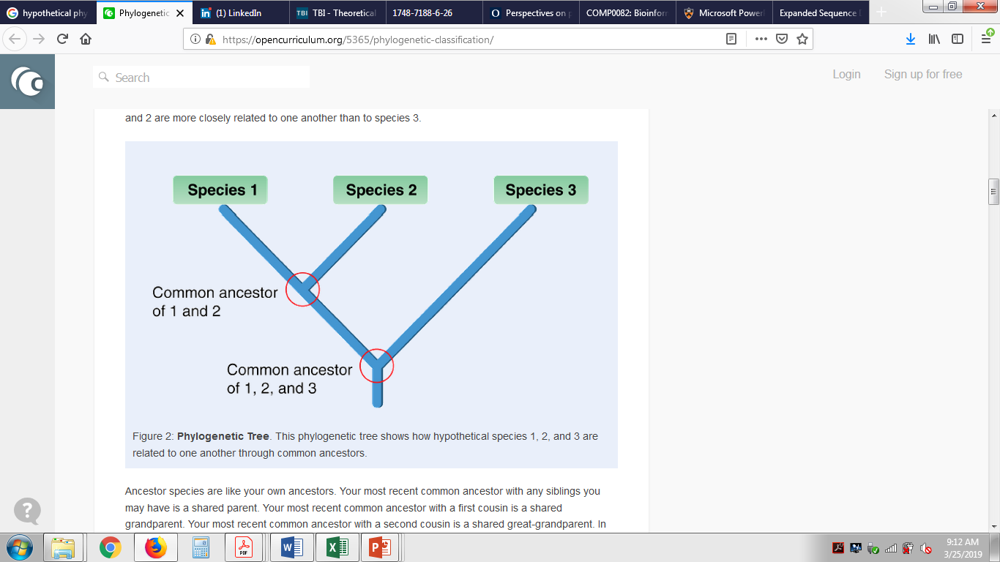 hypothetical phy
Phylogenetic
(1) LinkedIn
TBI TBI - Theoretical
1748-7188-6-26
Perspectives on p
COMP0082: Bioinform
Microsoft Power
Expanded Sequence
https://opencurriculum.org/5365/phylogenetic-classification/
Search
Login
Sign up for free
and 2 are more closely related to one another than to species 3.
Species 1
Species 2
Species 3
Common ancestor
of 1 and 2
Common ancestor
of 1, 2, and 3
Figure 2: Phylogenetic Tree. This phylogenetic tree shows how hypothetical species 1, 2, and 3 are
related to one another through common ancestors.
Ancestor species are like your own ancestors. Your most recent common ancestor with any siblings you
may have is a shared parent. Your most recent common ancestor with a first cousin is a shared
grandparent. Your most recent common ancestor with a second cousin is a shared great-grandparent. In
9:12 AM
3/25/2019